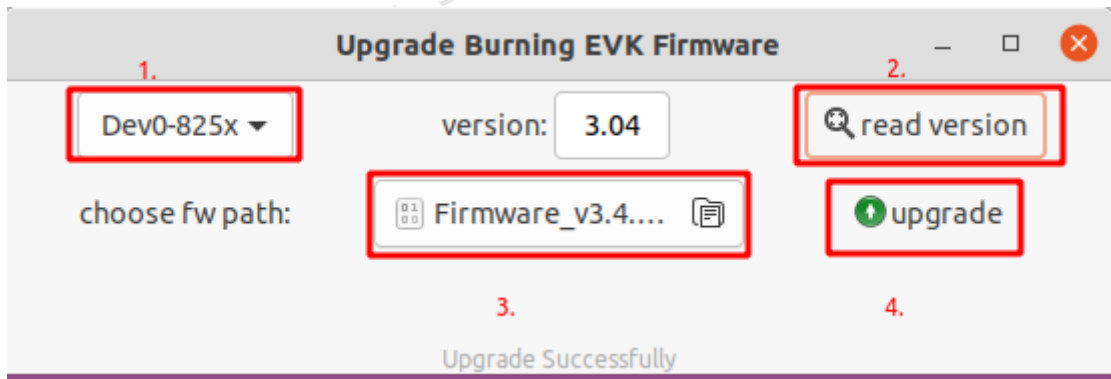 Upgrade Burning EVK Firmware
1.
2.
Dev0-825x
version:
3.04
read version
choose fw path:
Firmware_v3.4....
upgrade
3.
4.
Upgrade Successfully